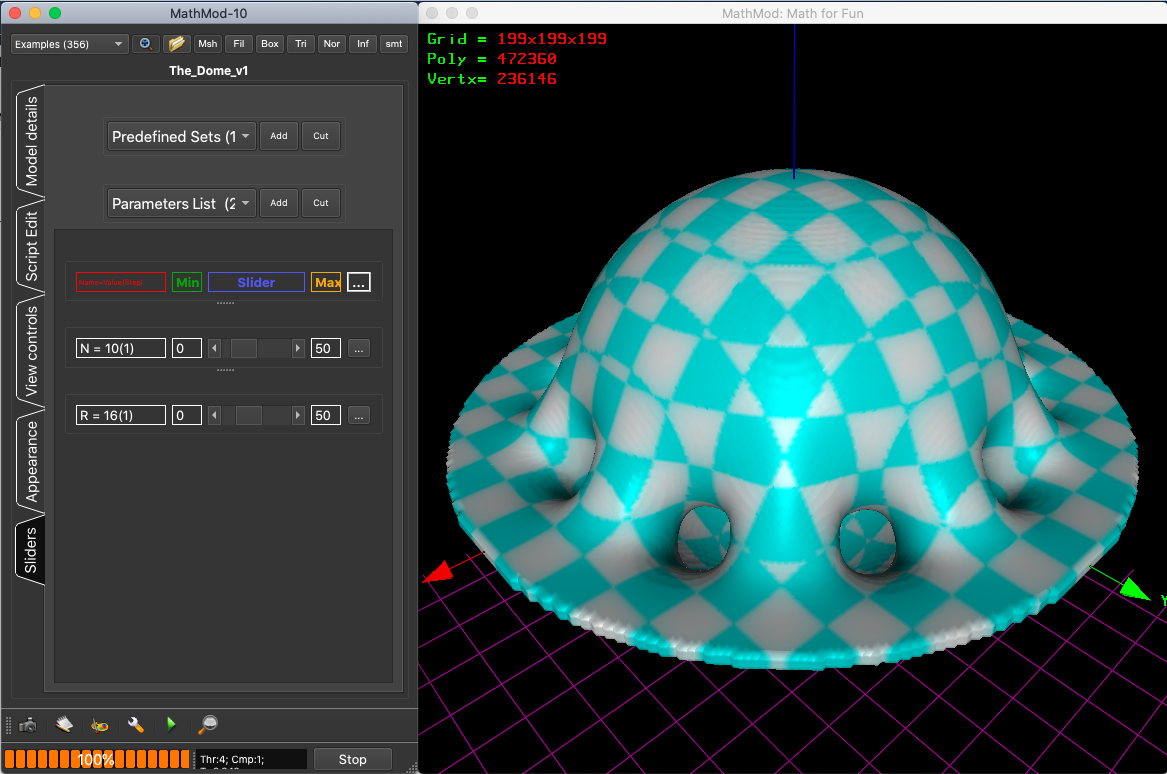 MathMod-10
MathMod: Math for Fun
Examples (356)
Msh
Fil
Box
Tri
Nor
Inf
smt
The_Dome_v1
Grid = 199x199x199
Poly = 472360
Vertx= 236146
Model details
Script Edit
View controls
Appearance
Sliders
Predefined Sets (1
Add
Cut
Parameters List (2
Add
Cut
Min
Slider
Max
...
N = 10(1)
0
50
...
R = 16(1)
0
50
...
Y
100%
Thr:4; Cmp:1;
Stop